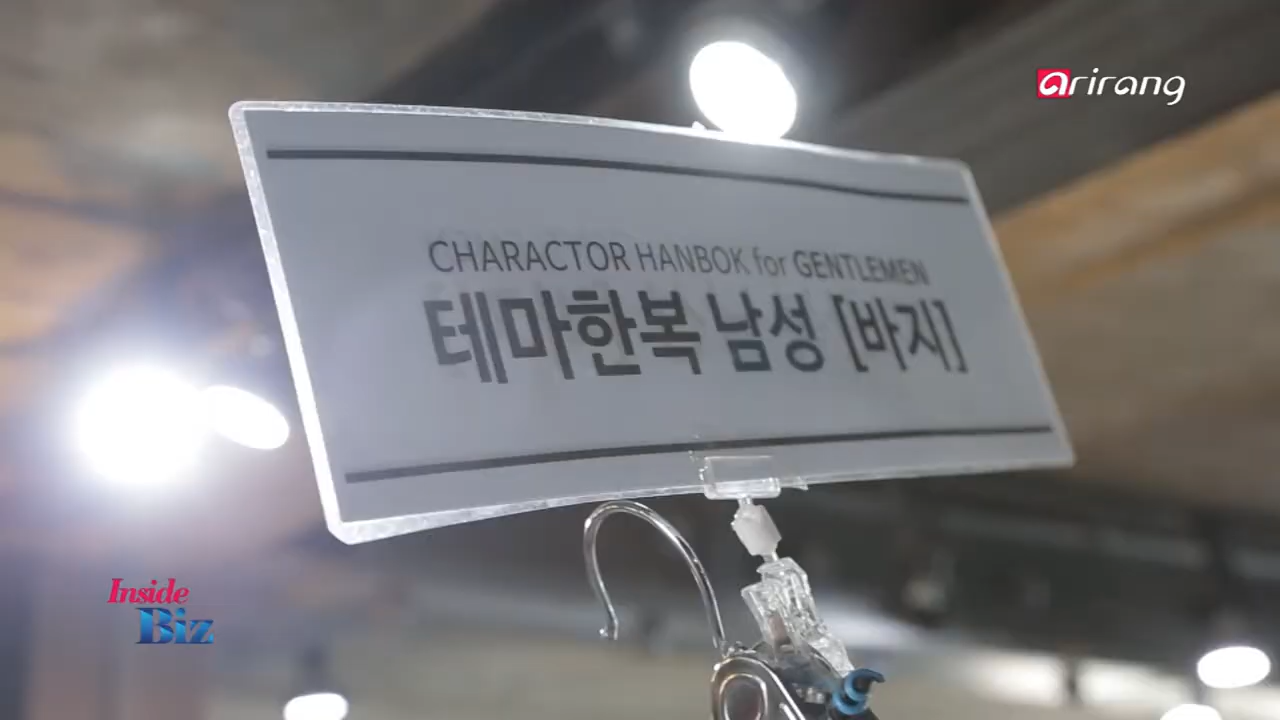 arirang
CHARACTOR HANBOK for GENTLEMEN
테마한복 남성 [바지]
Inside
Biz